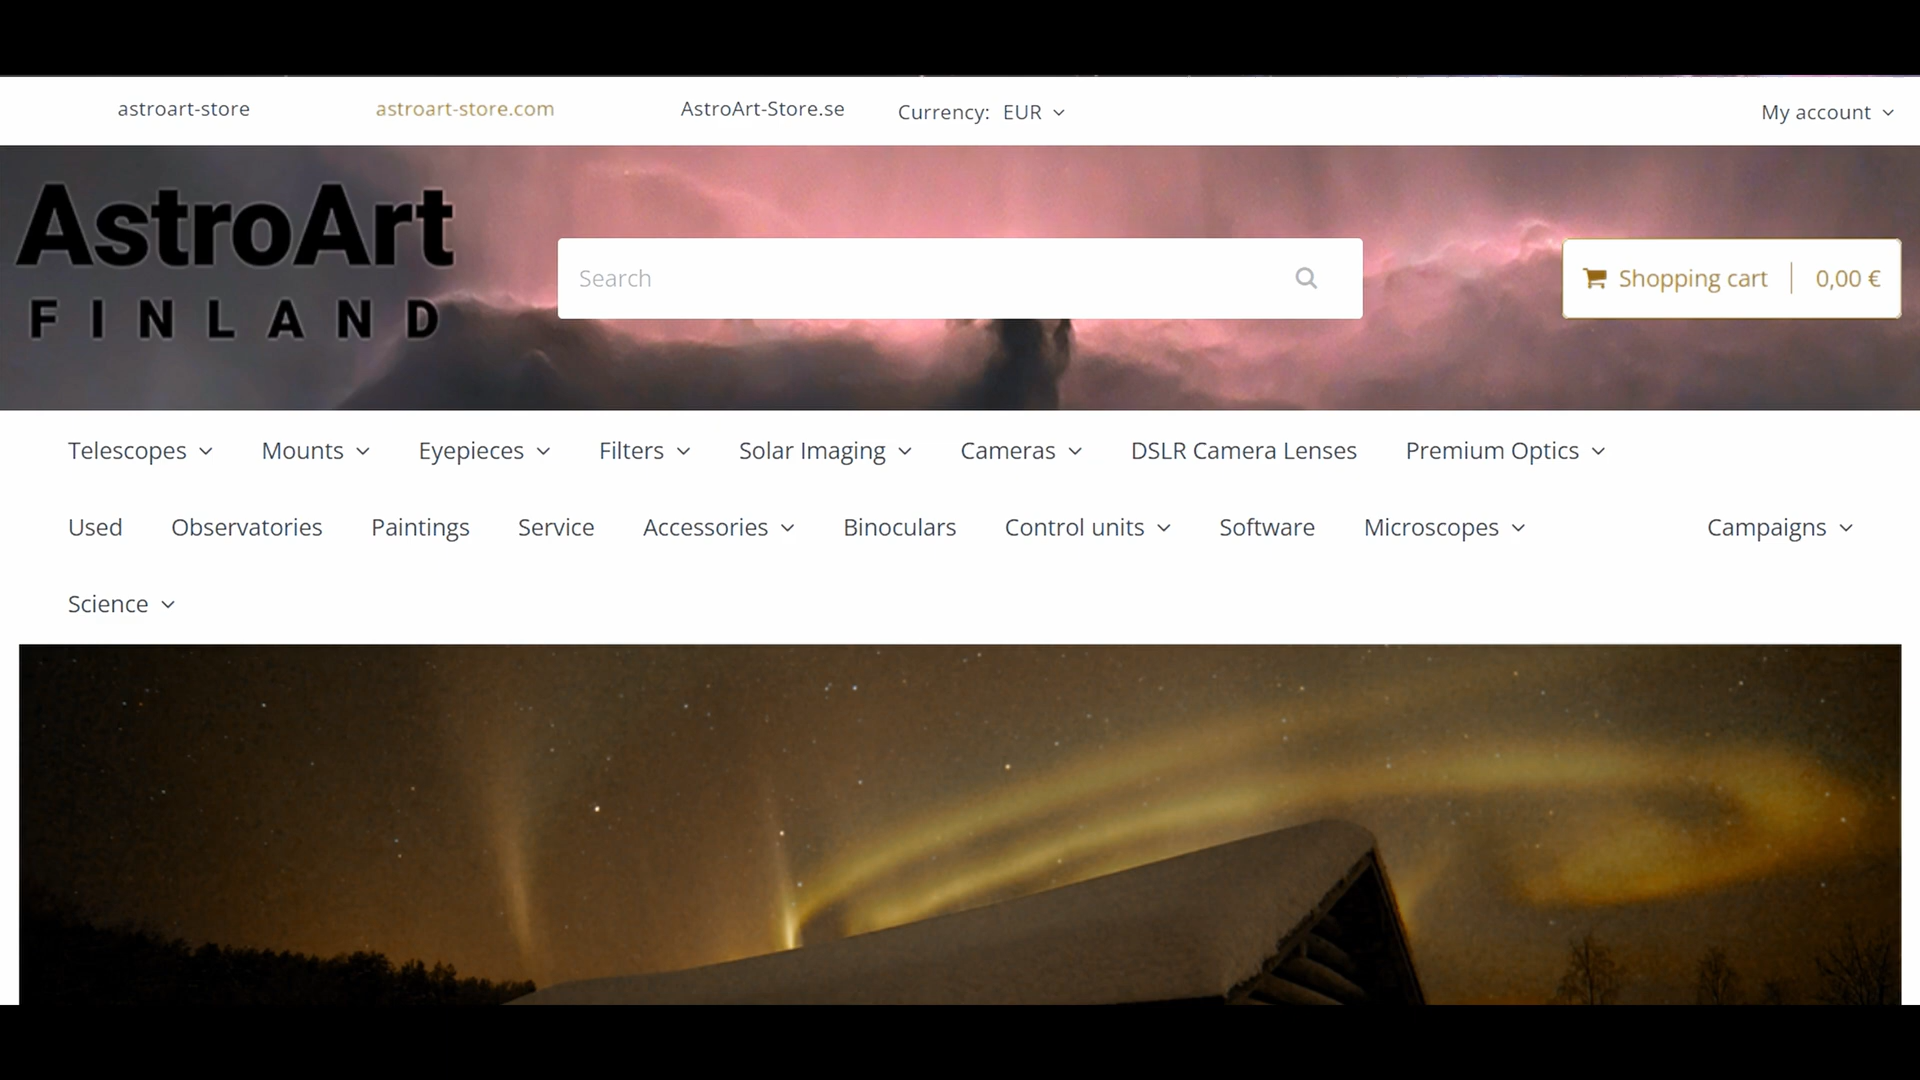 astroart-store astroart-store.com AstroArt-Store.se Currency: EUR My account
AstroArt
FINLAND
Search
Shopping cart 0,00 €
Telescopes Mounts Eyepieces Filters Solar Imaging Cameras DSLR Camera Lenses Premium Optics
Used Observatories Paintings Service Accessories Binoculars Control units Software Microscopes Campaigns
Science